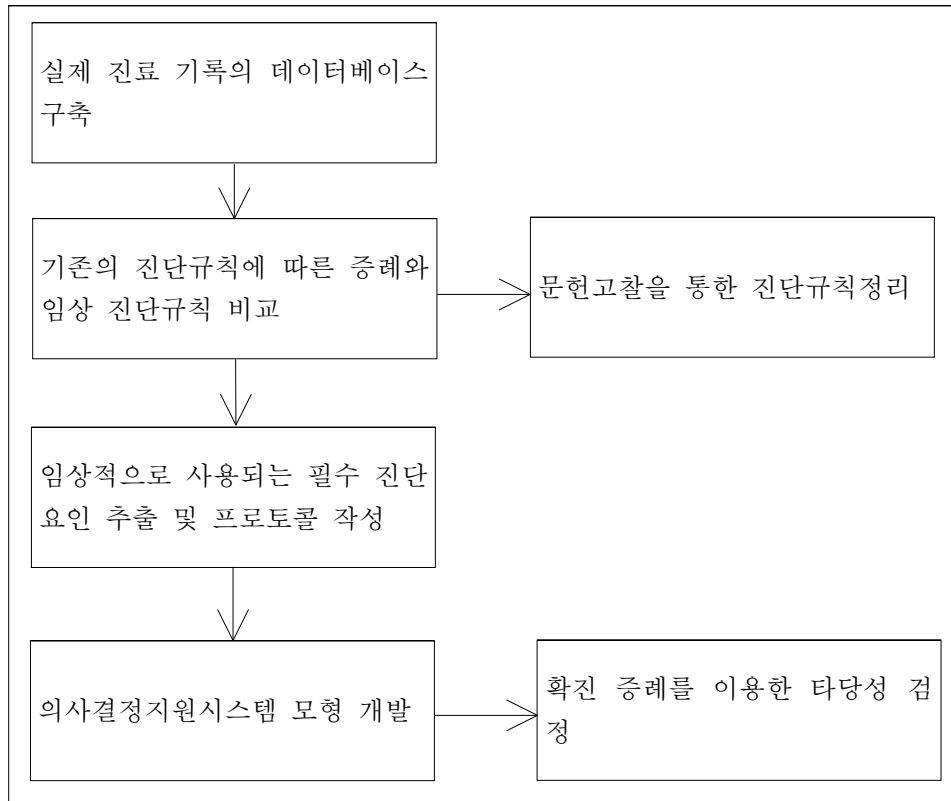 실제 진료 기록의 데이터베이스
구축
기존의 진단규칙에 따른 증례와
임상 진단규칙 비교
문헌고찰을 통한 진단규칙정리
임상적으로 사용되는 필수 진단
요인 추출 및 프로토콜 작성
의사결정지원시스템 모형 개발
확진 증례를 이용한 타당성 검
정